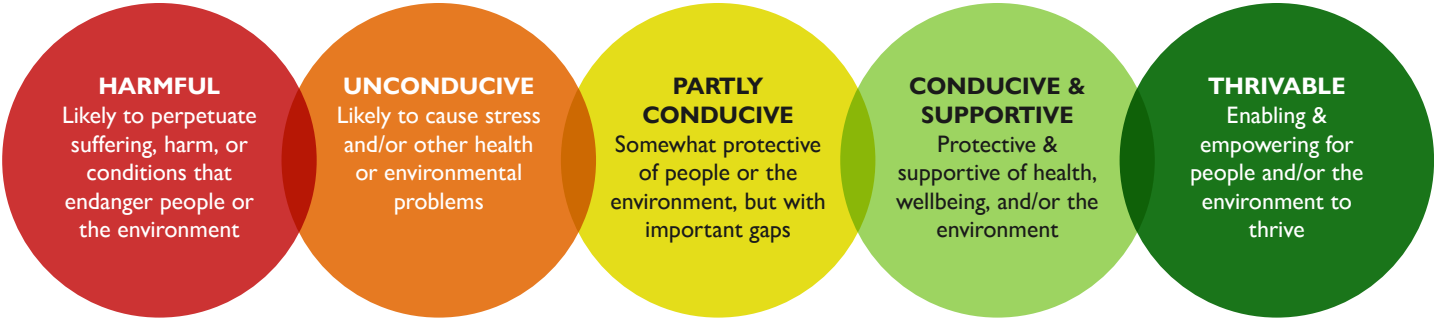 HARMFUL
Likely to perpetuate
suffering, harm, or
conditions that
endanger people or
the environment
UNCONDUCIVE
Likely to cause stress
and/or other health
or environmental
problems
PARTLY
CONDUCIVE
Somewhat protective
of people or the
environment, but with
important gaps
CONDUCIVE &
SUPPORTIVE
Protective &
supportive of health,
wellbeing, and/or the
environment
THRIVABLE
Enabling &
empowering for
people and/or the
environment to
thrive